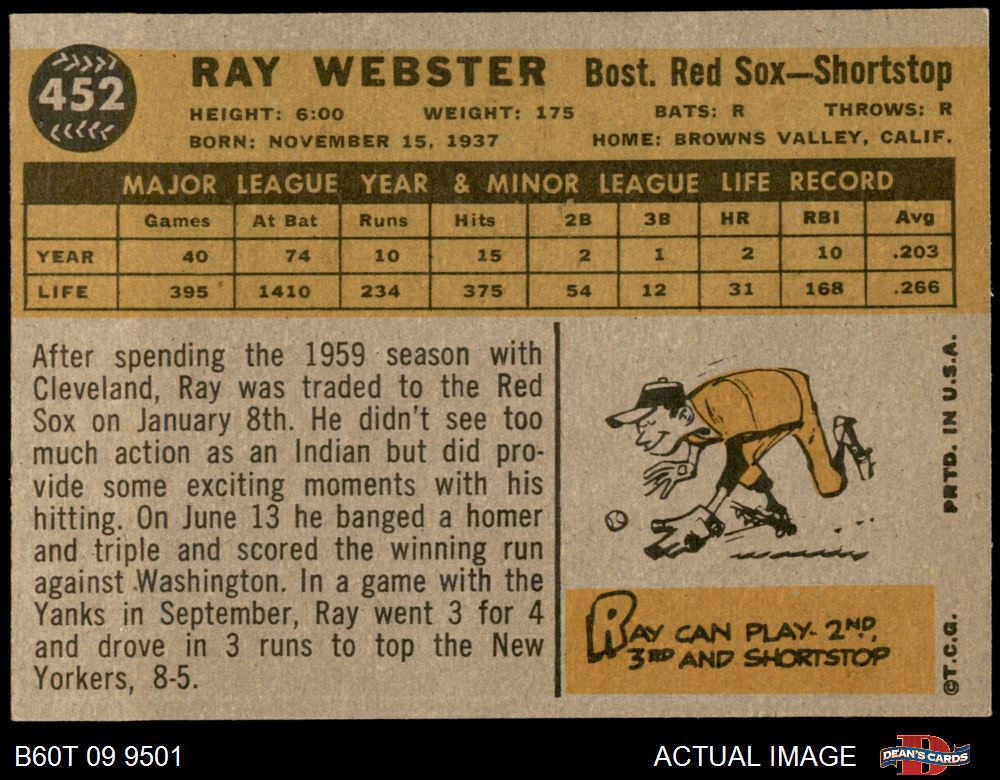 452
RAY WEBSTER Bost. Red Sox—Shortstop
HEIGHT: 6:00 WEIGHT: 175 BATS: R THROWS: R
BORN: NOVEMBER 15, 1937 HOME: BROWNS VALLEY, CALIF.
MAJOR LEAGUE YEAR & MINOR LEAGUE LIFE RECORD
Games At Bat Runs Hits 2B 3B HR RBI Avg
YEAR 40 74 10 15 2 1 2 10 .203
LIFE 395 1410 234 375 54 12 31 168 .266
After spending the 1959 season with
Cleveland, Ray was traded to the Red
Sox on January 8th. He didn't see too
much action as an Indian but did pro-
vide some exciting moments with his
hitting. On June 13 he banged a homer
and triple and scored the winning run
against Washington. In a game with the
Yanks in September, Ray went 3 for 4
and drove in 3 runs to top the New
Yorkers, 8-5.
RAY CAN PLAY 2ND,
3RD AND SHORTSTOP
©T.C.G. PRTD. IN U.S.A.
B60T 09 9501 ACTUAL IMAGE DEAN'S CARDS